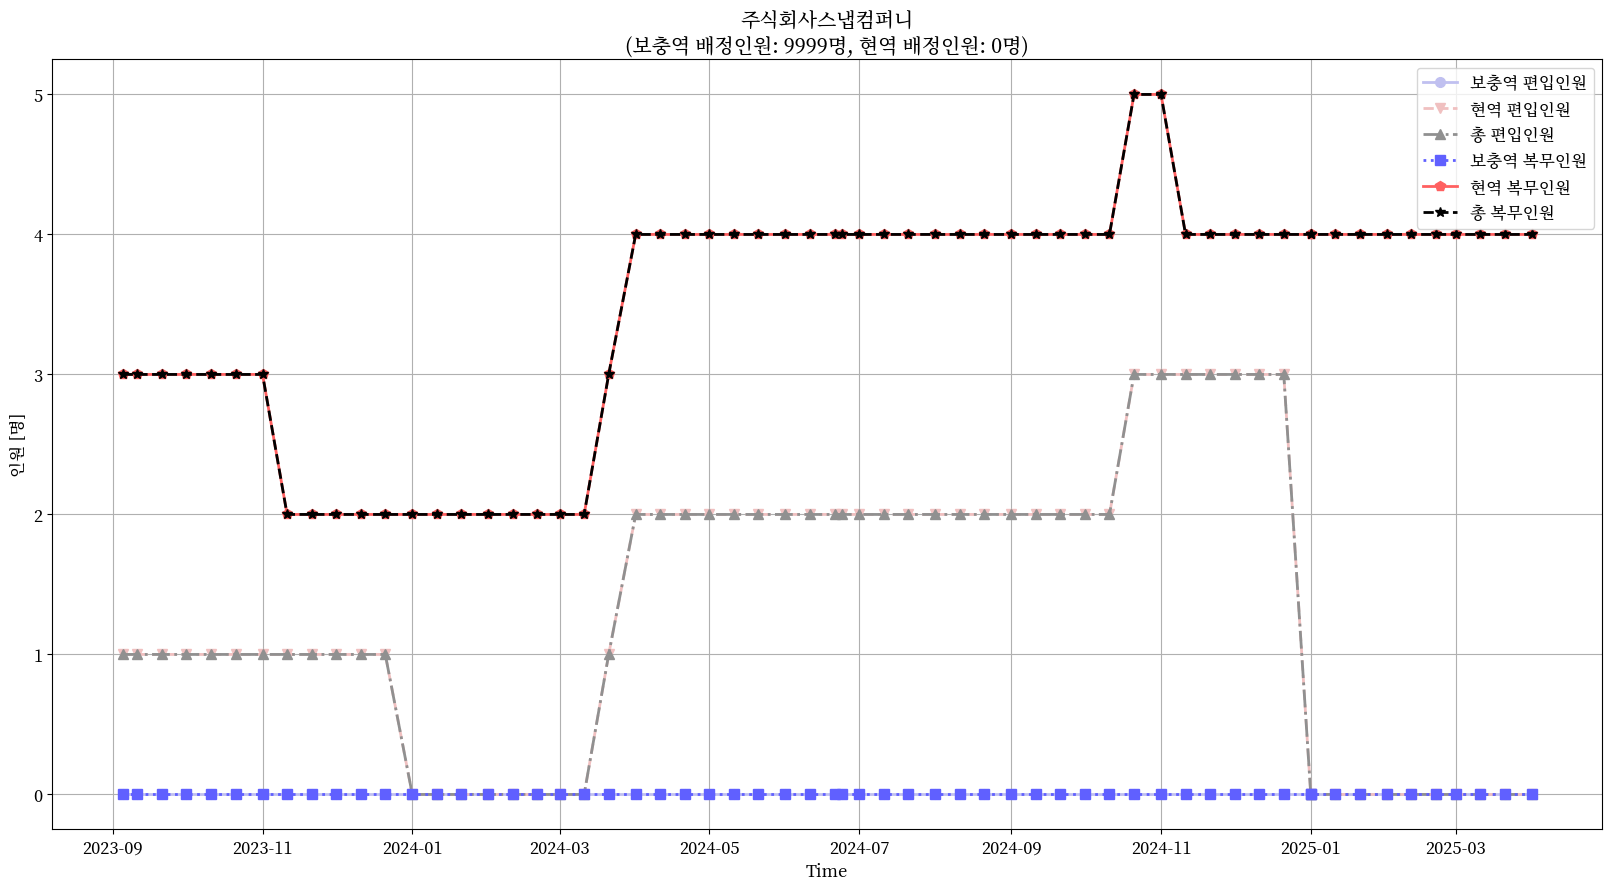 주식회사스냅컴퍼니
(보충역 배정인원: 9999명, 현역 배정인원: 0명)
보충역 편입인원
현역 편입인원
총 편입인원
보충역 복무인원
현역 복무인원
총 복무인원
인원 [명]
5
4
3
2
1
0
2023-09
2023-11
2024-01
2024-03
2024-05
2024-07
2024-09
2024-11
2025-01
2025-03
Time